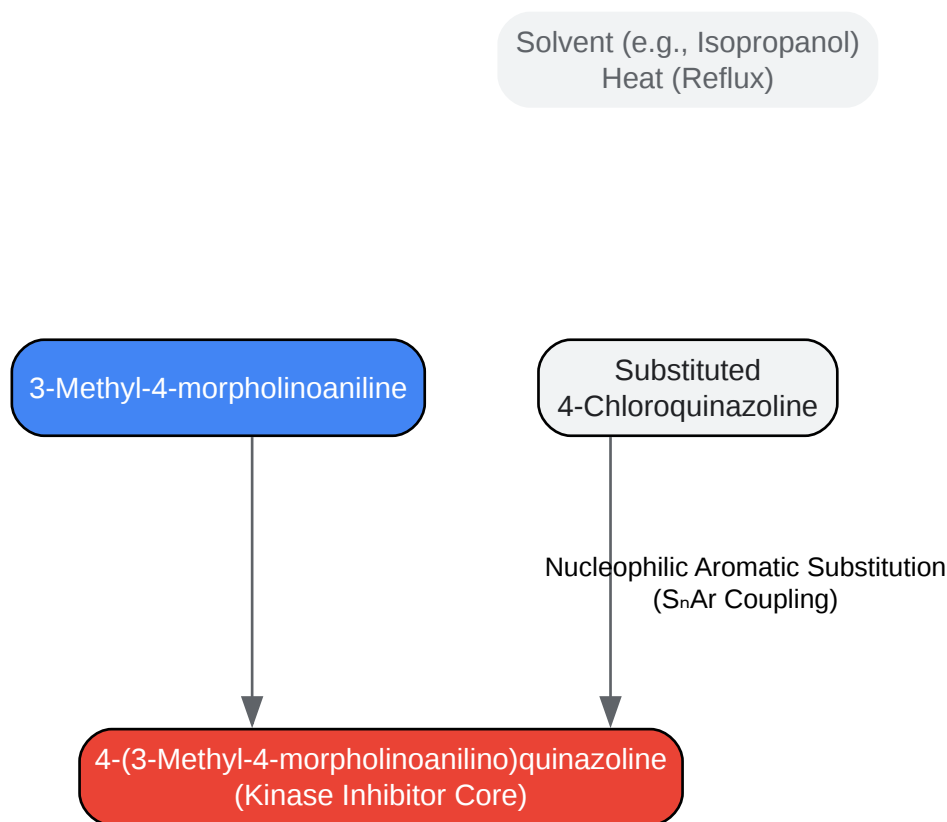 Solvent (e.g., Isopropanol)
Heat (Reflux)
3-Methyl-4-morpholinoaniline
Substituted
4-Chloroquinazoline
Nucleophilic Aromatic Substitution
(SₙAr Coupling)
4-(3-Methyl-4-morpholinoanilino)quinazoline
(Kinase Inhibitor Core)